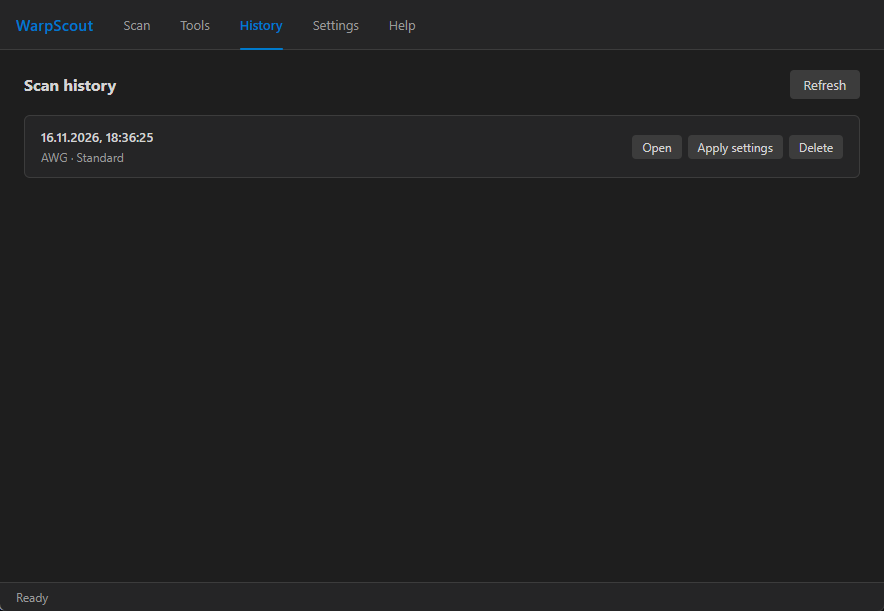 WarpScout Scan Tools History Settings Help
Scan history
Refresh
16.11.2026, 18:36:25
AWG · Standard
Open Apply settings Delete
Ready